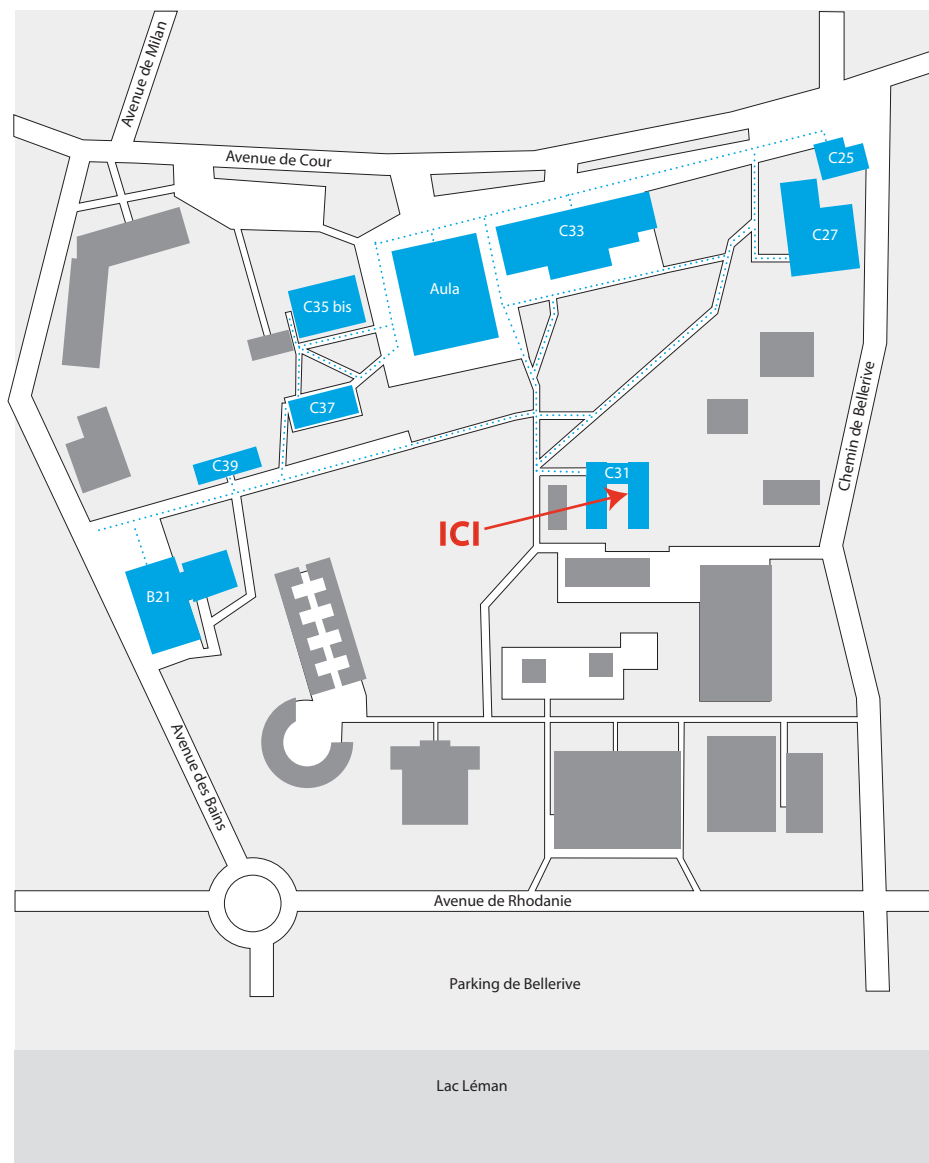 Avenue de Milan
Avenue de Cour
C25
C33
C27
Aula
C35 bis
C37
Chemin de Bellerive
C39
C31
ICI
B21
Avenue des Bains
Avenue de Rhodanie
Parking de Bellerive
Lac Léman